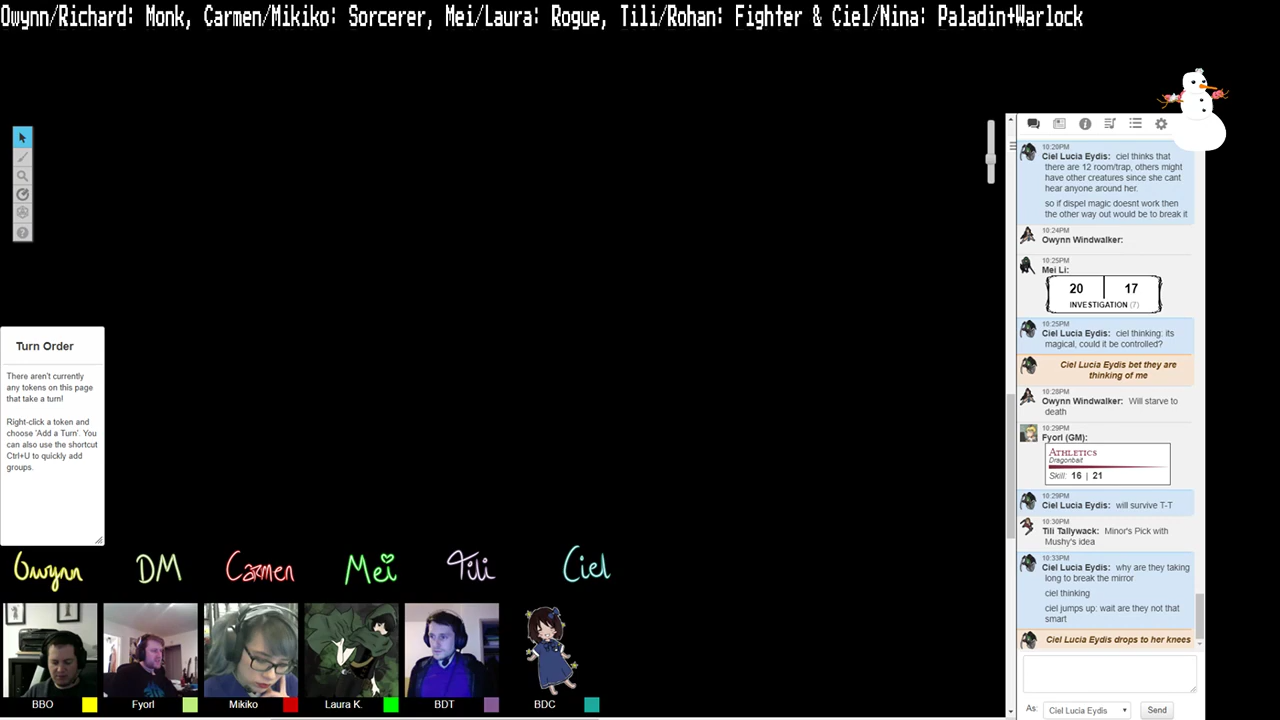 Owynn/Richard: Monk, Carmen/Mikiko: Sorcerer, Mei/Laura: Rogue, Tili/Rohan: Fighter & Ciel/Nina: Paladin+Warlock
10:20PM
Ciel Lucia Eydis: ciel thinks that
there are 12 room/trap, others might
have other creatures since she cant
hear anyone around her.
so if dispel magic doesnt work then
the other way out would be to break it
10:24PM
Owynn Windwalker:
10:25PM
Mei Li:
20 17
INVESTIGATION (7)
10:25PM
Ciel Lucia Eydis: ciel thinking: its
magical, could it be controlled?
Ciel Lucia Eydis bet they are
thinking of me
10:28PM
Owynn Windwalker: Will starve to
death
10:29PM
Fyorl (GM):
ATHLETICS
Dragonbait
Skill: 16 | 21
10:29PM
Ciel Lucia Eydis: will survive T-T
10:30PM
Tili Tallywack: Minor's Pick with
Mushy's idea
10:33PM
Ciel Lucia Eydis: why are they taking
long to break the mirror
ciel thinking
ciel jumps up: wait are they not that
smart
Ciel Lucia Eydis drops to her knees
As: Ciel Lucia Eydis Send
Turn Order
There aren't currently
any tokens on this page
that take a turn!
Right-click a token and
choose 'Add a Turn'. You
can also use the shortcut
Ctrl+U to quickly add
groups.
Owynn DM Carmen Mei Tili Ciel
BBO Fyorl Mikiko Laura K. BDT BDC